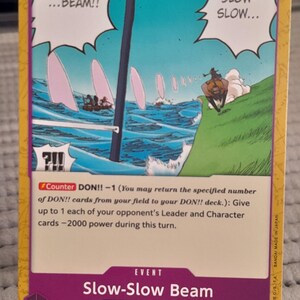 ...BEAM!!
SLOW
SLOW...
?!!
Counter DON!! −1 (You may return the specified number
of DON!! cards from your field to your DON!! deck.): Give
up to 1 each of your opponent's Leader and Character
cards −2000 power during this turn.
EVENT
Slow-Slow Beam